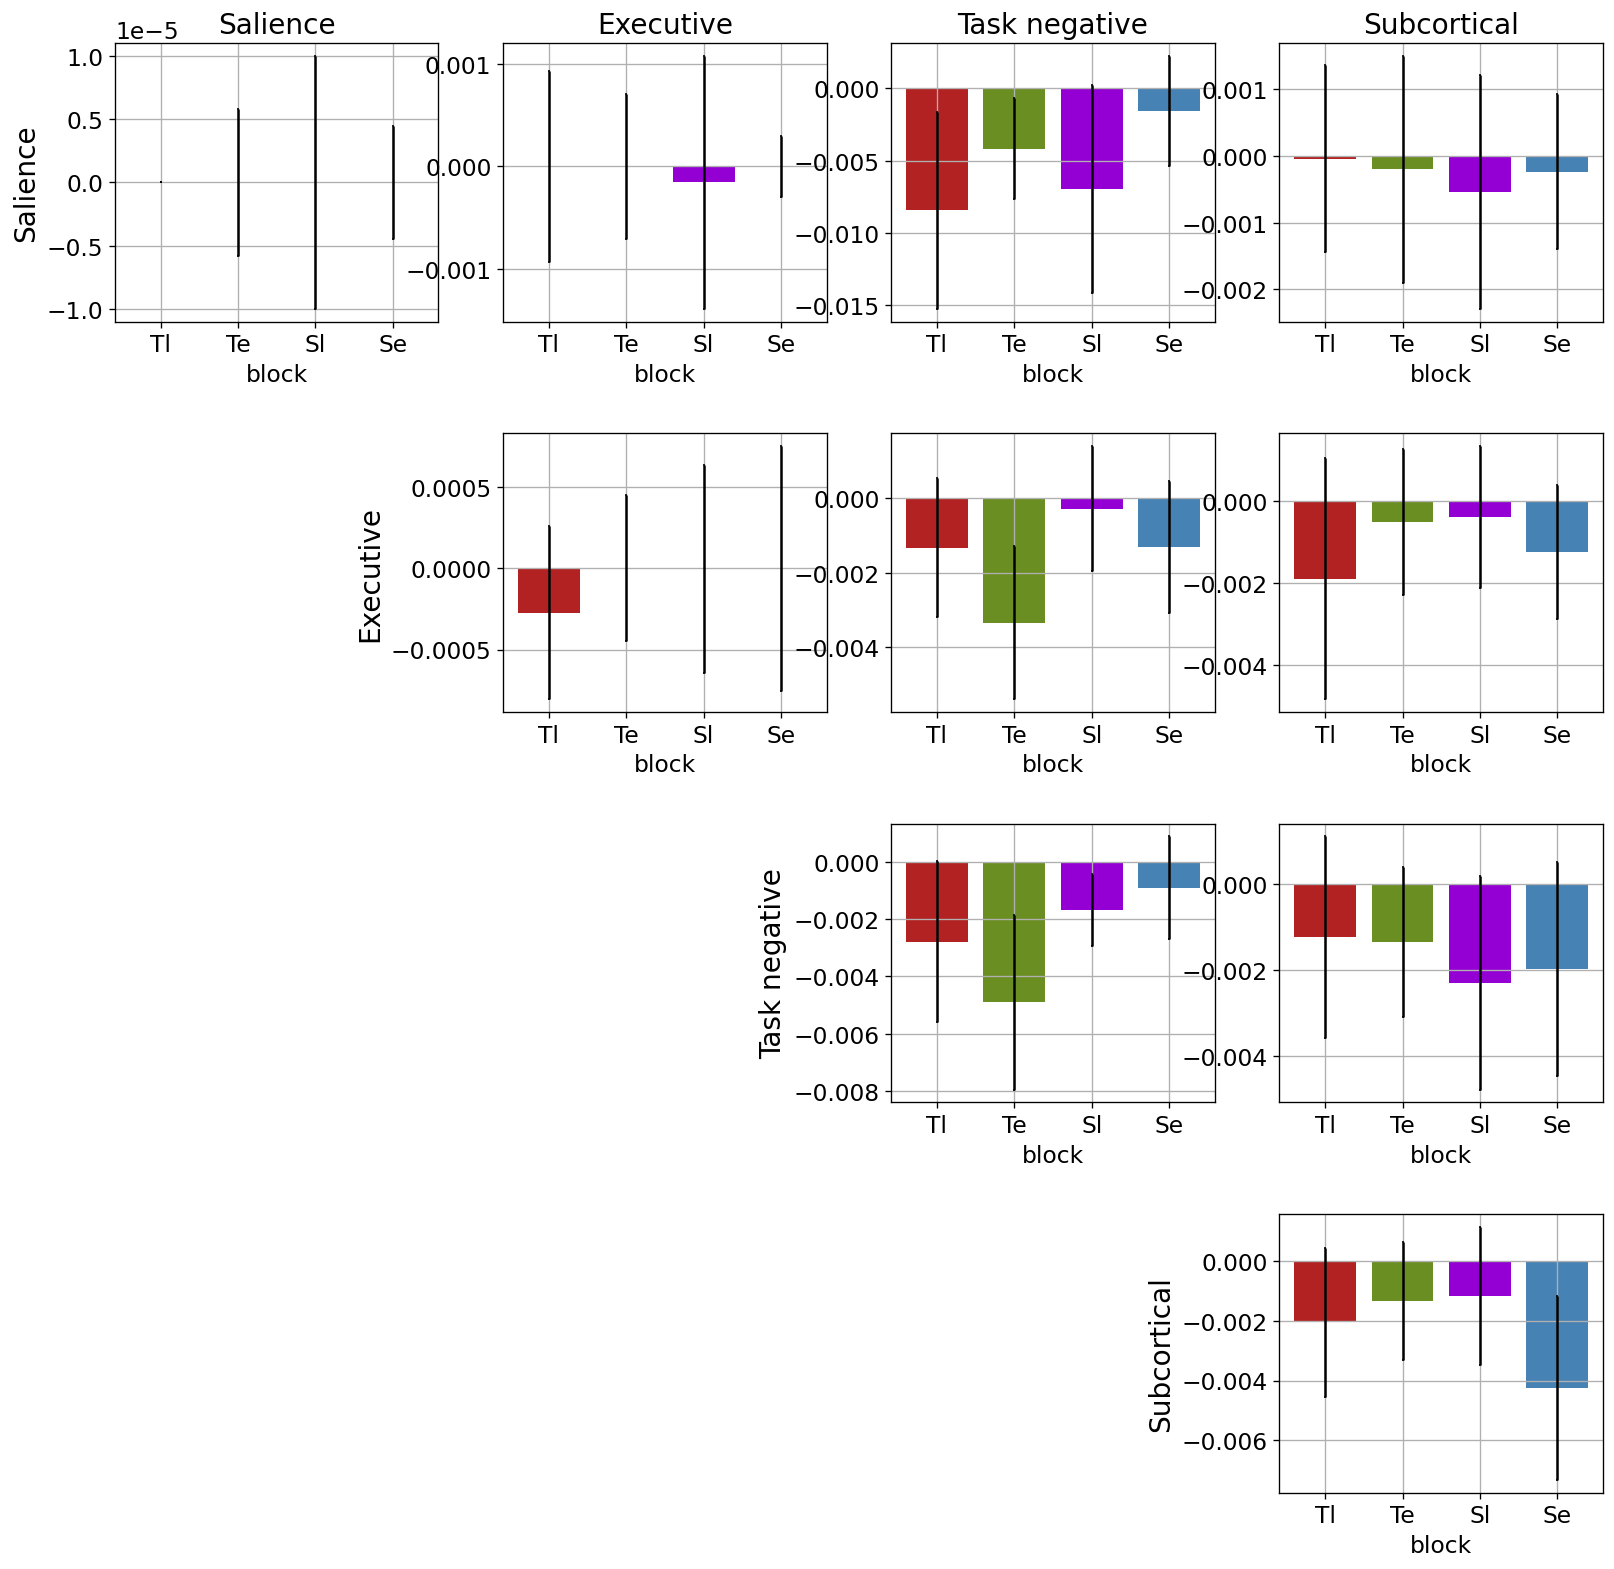 Salience Executive Task negative Subcortical
1e−5
Salience
1.0
0.5
0.0
−0.5
−1.0
Tl Te Sl Se
block
0.001
0.000
−0.001
Tl Te Sl Se
block
0.000
−0.005
−0.010
−0.015
Tl Te Sl Se
block
0.001
0.000
−0.001
−0.002
Tl Te Sl Se
block
Executive
0.0005
0.0000
−0.0005
Tl Te Sl Se
block
0.000
−0.002
−0.004
Tl Te Sl Se
block
0.000
−0.002
−0.004
Tl Te Sl Se
block
Task negative
0.000
−0.002
−0.004
−0.006
−0.008
Tl Te Sl Se
block
0.000
−0.002
−0.004
Tl Te Sl Se
block
Subcortical
0.000
−0.002
−0.004
−0.006
Tl Te Sl Se
block